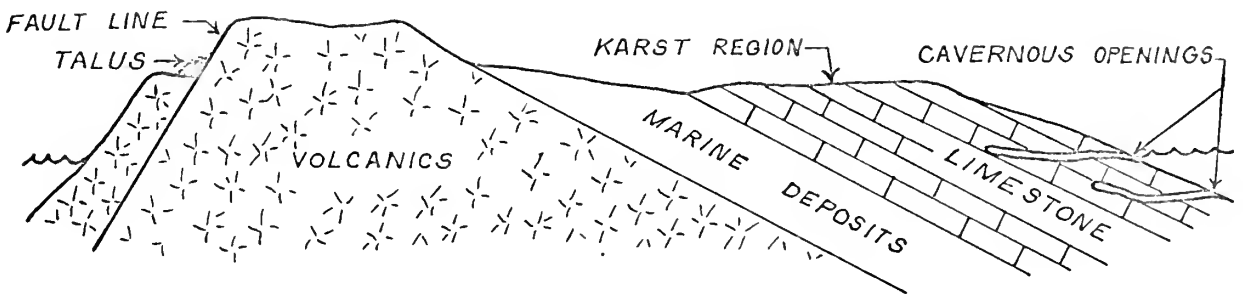 FAULT LINE
TALUS
KARST REGION
CAVERNOUS OPENINGS
VOLCANICS
MARINE DEPOSITS
LIMESTONE